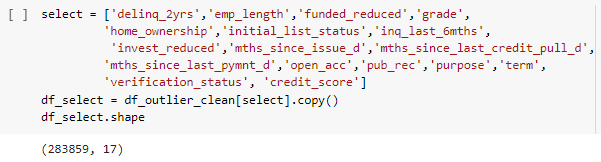 [ ] select = ['delinq_2yrs','emp_length','funded_reduced','grade',
'home_ownership','initial_list_status','inq_last_6mths',
'invest_reduced','mths_since_issue_d','mths_since_last_credit_pull_d',
'mths_since_last_pymnt_d','open_acc','pub_rec','purpose','term',
'verification_status', 'credit_score']
df_select = df_outlier_clean[select].copy()
df_select.shape
(283859, 17)